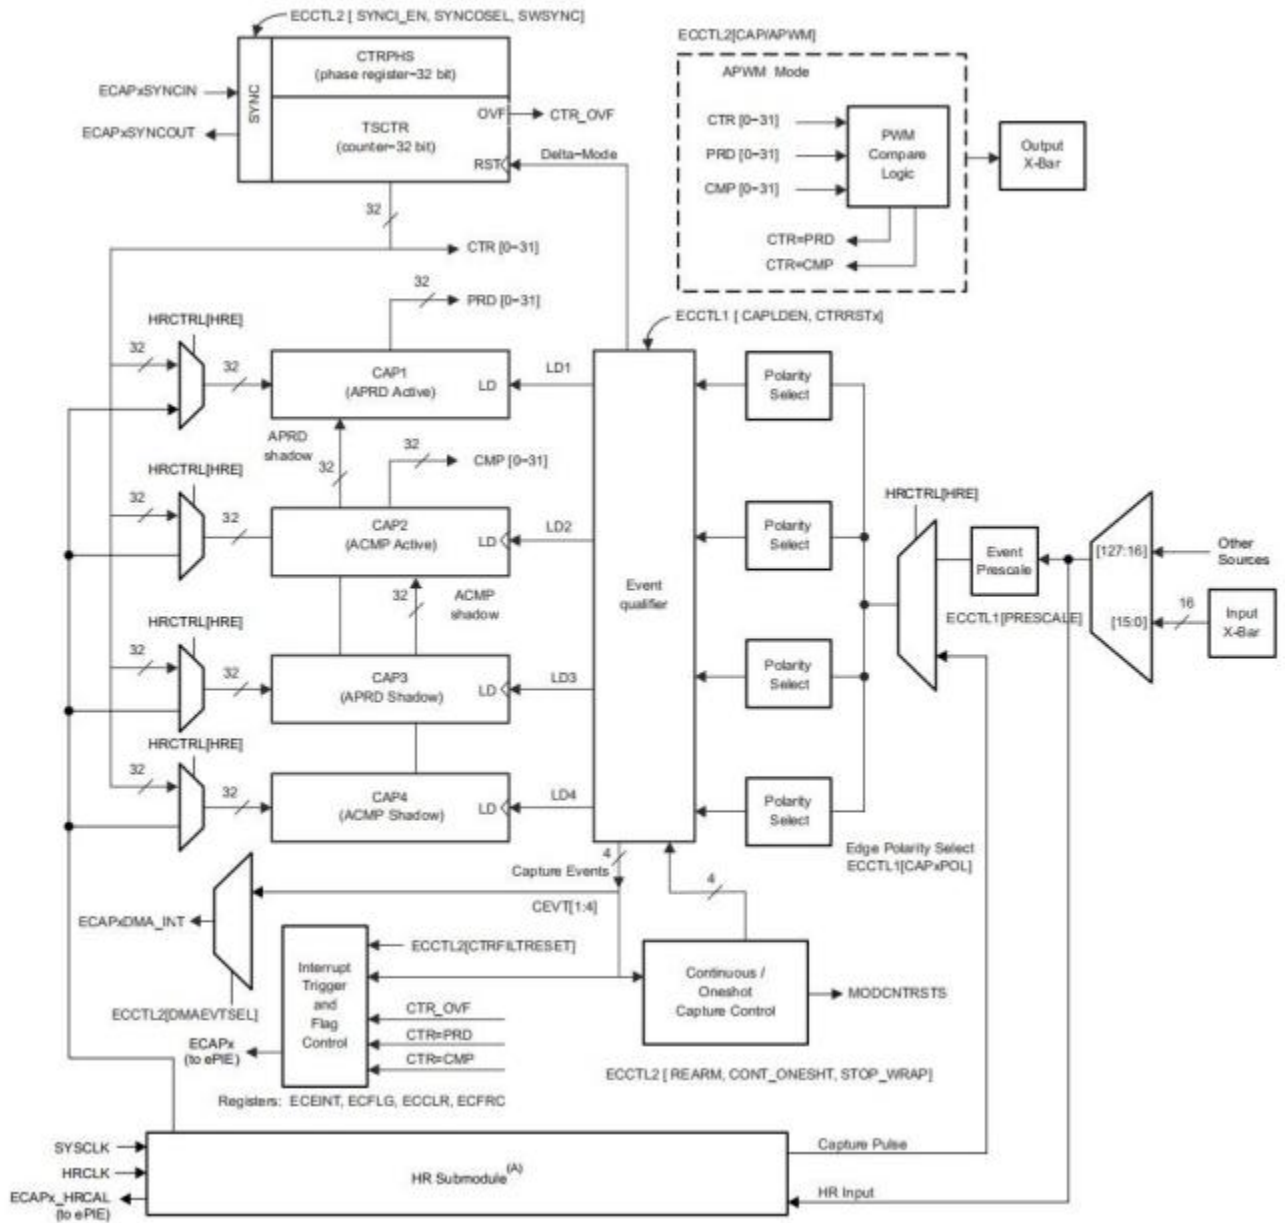 ECCTL2 [ SYNCI_EN, SYNCOSEL, SWSYNC]
ECCTL2[CAP/APWM]
CTRPHS
(phase register−32 bit)
APWM Mode
SYNC
ECAPxSYNCIN
ECAPxSYNCOUT
TSCTR
(counter−32 bit)
OVF
CTR_OVF
RST
Delta−Mode
CTR [0−31]
PRD [0−31]
CMP [0−31]
PWM
Compare
Logic
Output
X-Bar
CTR=PRD
CTR=CMP
32
CTR [0−31]
32
PRD [0−31]
ECCTL1 [ CAPLDEN, CTRRSTx]
HRCTRL[HRE]
32
32
CAP1
(APRD Active)
LD
LD1
Polarity
Select
APRD
shadow
32
32
CMP [0−31]
HRCTRL[HRE]
32
32
CAP2
(ACMP Active)
LD
LD2
Polarity
Select
HRCTRL[HRE]
Event
Prescale
[127:16]
Other
Sources
Event
qualifier
32
ACMP
shadow
ECCTL1[PRESCALE]
[15:0]
16
Input
X-Bar
HRCTRL[HRE]
32
32
CAP3
(APRD Shadow)
LD
LD3
Polarity
Select
HRCTRL[HRE]
32
32
CAP4
(ACMP Shadow)
LD
LD4
Polarity
Select
Edge Polarity Select
ECCTL1[CAPxPOL]
4
Capture Events
4
CEVT[1:4]
ECAPxDMA_INT
ECCTL2[DMAEVTSEL]
ECCTL2[CTRFILTRESET]
Interrupt
Trigger
and
Flag
Control
CTR_OVF
CTR=PRD
CTR=CMP
ECAPx
(to ePIE)
Continuous /
Oneshot
Capture Control
MODCNTRSTS
ECCTL2 [ REARM, CONT_ONESHT, STOP_WRAP]
Registers: ECEINT, ECFLG, ECCLR, ECFRC
SYSCLK
HRCLK
ECAPx_HRCAL
(to ePIE)
HR Submodule(A)
Capture Pulse
HR Input